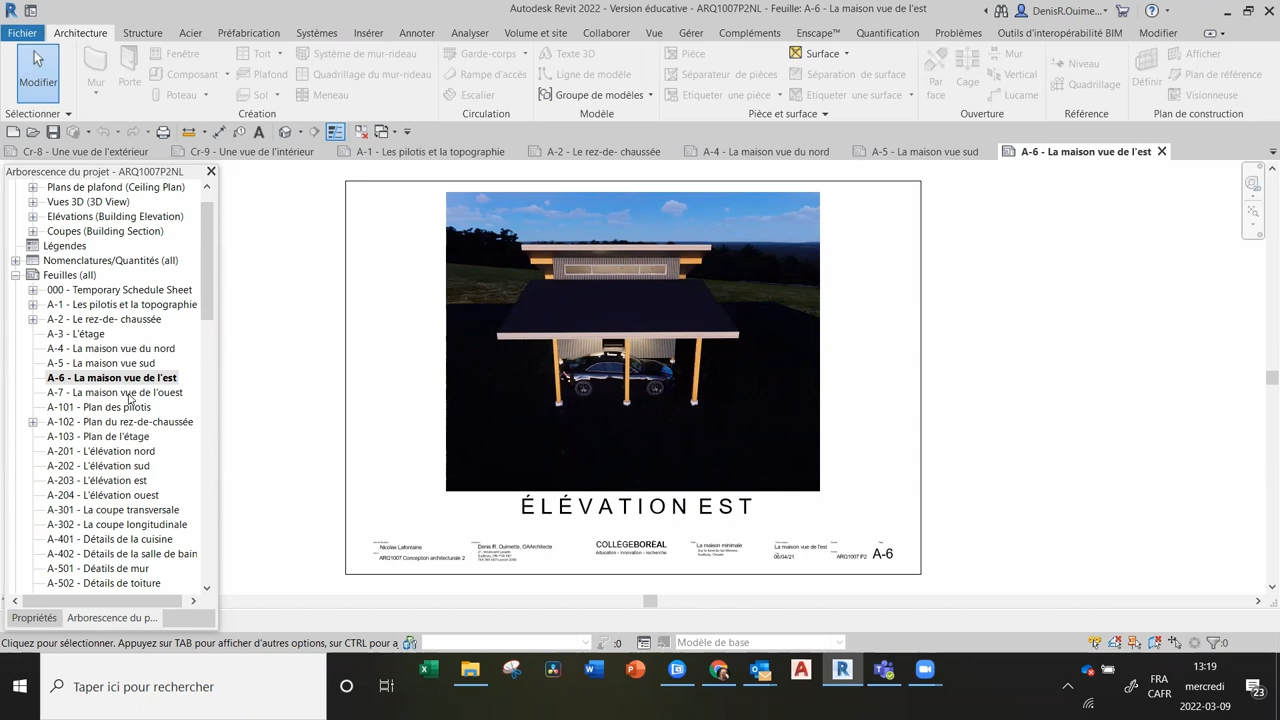 Autodesk Revit 2022 - Version éducative - ARQ1007P2NL - Feuille: A-6 - La maison vue de l'est
DenisR.Ouime...
Fichier Architecture Structure Acier Préfabrication Systèmes Insérer Annoter Analyser Volume et site Collaborer Vue Gérer Compléments Enscape™ Quantification Problèmes Outils d'interopérabilité BIM Modifier
Modifier
Mur
Porte
Fenêtre
Composant
Poteau
Toit
Plafond
Sol
Système de mur-rideau
Quadrillage du mur-rideau
Meneau
Garde-corps
Rampe d'accès
Escalier
Texte 3D
Ligne de modèle
Groupe de modèles
Pièce
Séparateur de pièces
Etiqueter une pièce
Surface
Séparation de surface
Etiqueter une surface
Par face
Cage
Mur
Vertical
Lucarne
Niveau
Quadrillage
Définir
Afficher
Plan de référence
Visionneuse
Sélectionner Création Circulation Modèle Pièce et surface Ouverture Référence Plan de construction
Cr-8 - Une vue de l'extérieur
Cr-9 - Une vue de l'intérieur
A-1 - Les pilotis et la topographie
A-2 - Le rez-de- chaussée
A-4 - La maison vue du nord
A-5 - La maison vue sud
A-6 - La maison vue de l'est
Arborescence du projet - ARQ1007P2NL
Plans de plafond (Ceiling Plan)
Vues 3D (3D View)
Elévations (Building Elevation)
Coupes (Building Section)
Légendes
Nomenclatures/Quantités (all)
Feuilles (all)
000 - Temporary Schedule Sheet
A-1 - Les pilotis et la topographie
A-2 - Le rez-de- chaussée
A-3 - L'étage
A-4 - La maison vue du nord
A-5 - La maison vue sud
A-6 - La maison vue de l'est
A-7 - La maison vue de l'ouest
A-101 - Plan des pilotis
A-102 - Plan du rez-de-chaussée
A-103 - Plan de l'étage
A-201 - L'élévation nord
A-202 - L'élévation sud
A-203 - L'élévation est
A-204 - L'élévation ouest
A-301 - La coupe transversale
A-302 - La coupe longitudinale
A-401 - Détails de la cuisine
A-402 - Détails de la salle de bain
A-501 - Déatils de mur
A-502 - Détails de toiture
Propriétés
Arborescence du p...
ÉLÉVATION EST
Nicolas Lafontaine
ARQ1007 Conception architecturale 2
Denis R. Ouimette, OAArchitecte
COLLÈGEBORÉAL
éducation · innovation · recherche
La maison minimale
La maison vue de l'est
08/04/21
ARQ1007 P2
A-6
Cliquez pour sélectionner. Appuyez sur TAB pour afficher d'autres options, sur CTRL pour a
:0
Modèle de base
:0
Taper ici pour rechercher
FRA
CAFR
13:19
mercredi
2022-03-09
23